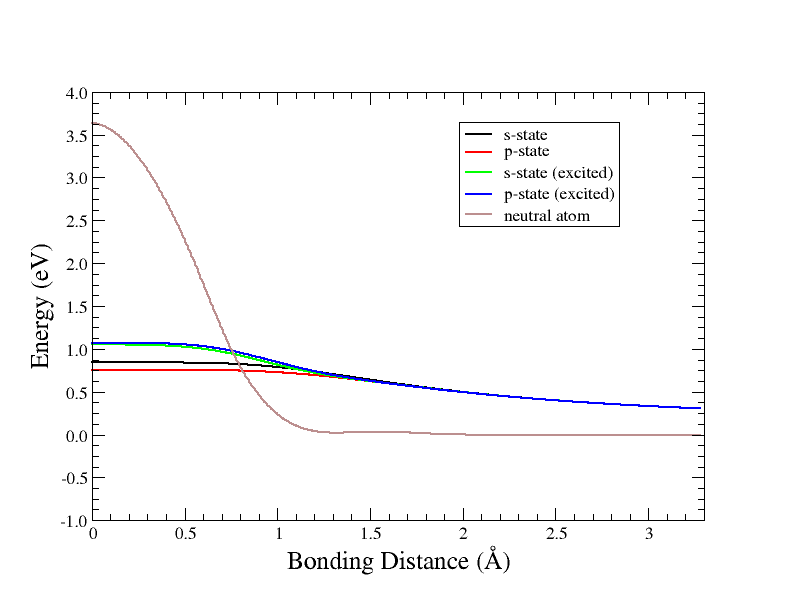 4.0
3.5
3.0
2.5
2.0
1.5
1.0
0.5
0.0
-0.5
-1.0
Energy (eV)
s-state
p-state
s-state (excited)
p-state (excited)
neutral atom
0 0.5 1 1.5 2 2.5 3
Bonding Distance (Å)